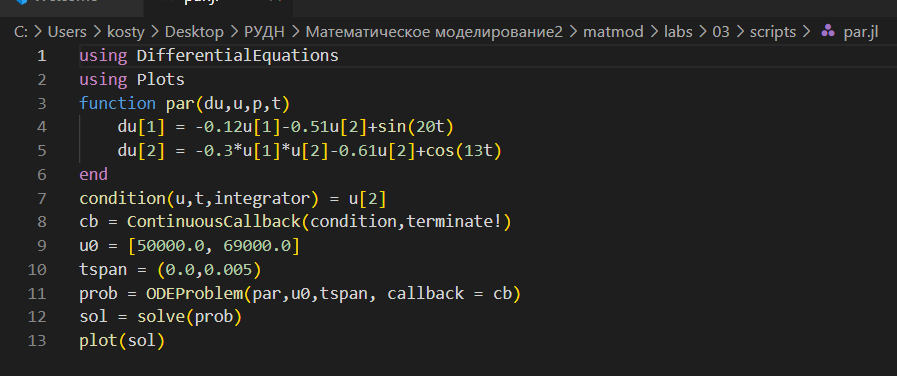 C: > Users > kosty > Desktop > РУДН > Математическое моделирование2 > matmod > labs > 03 > scripts > par.jl
1 using DifferentialEquations
2 using Plots
3 function par(du,u,p,t)
4 du[1] = -0.12u[1]-0.51u[2]+sin(20t)
5 du[2] = -0.3*u[1]*u[2]-0.61u[2]+cos(13t)
6 end
7 condition(u,t,integrator) = u[2]
8 cb = ContinuousCallback(condition,terminate!)
9 u0 = [50000.0, 69000.0]
10 tspan = (0.0,0.005)
11 prob = ODEProblem(par,u0,tspan, callback = cb)
12 sol = solve(prob)
13 plot(sol)